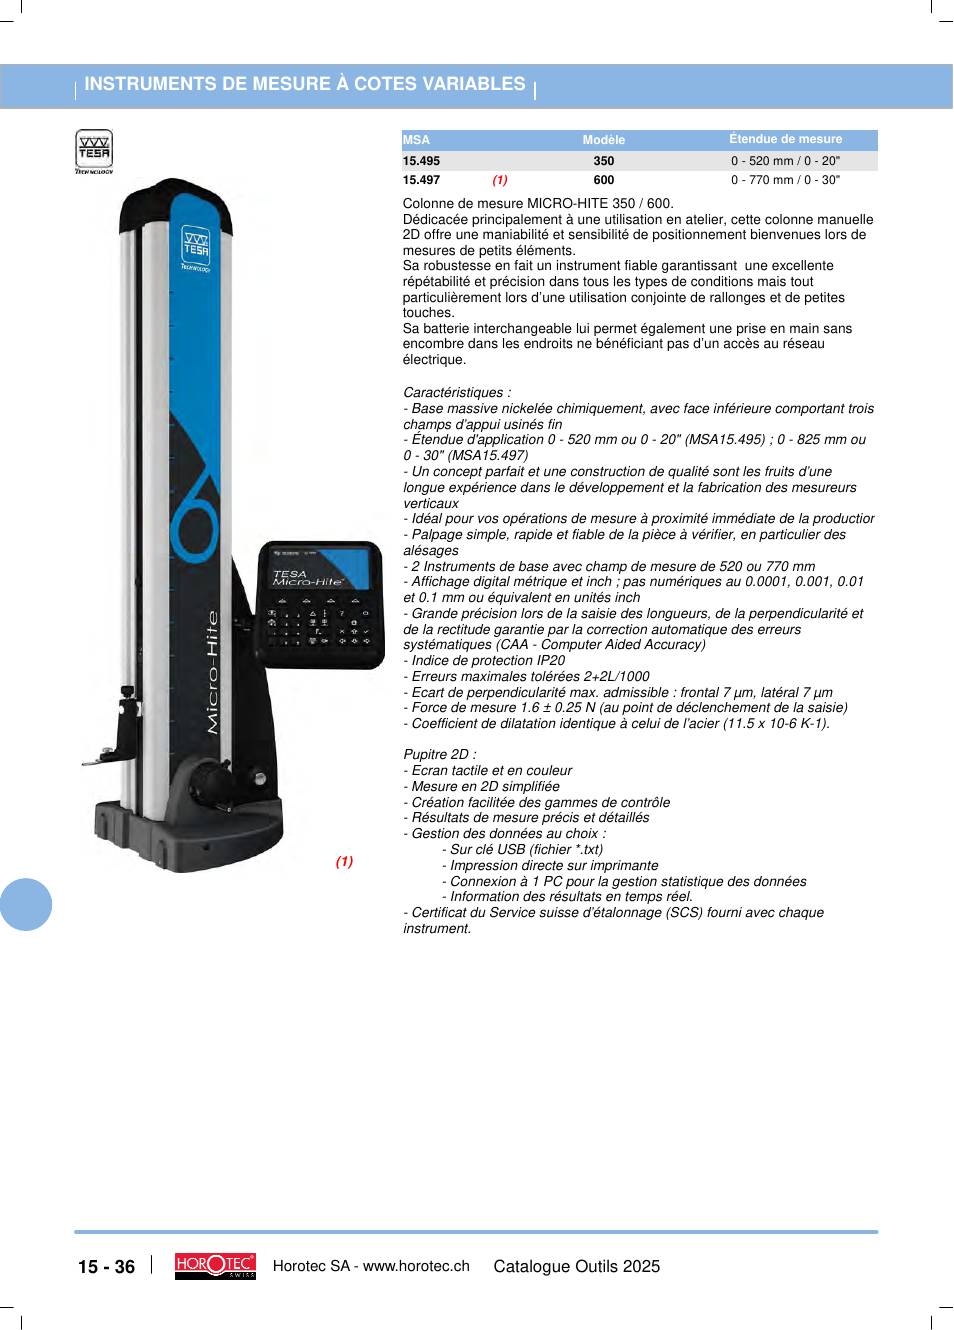 INSTRUMENTS DE MESURE À COTES VARIABLES
TESA
TECHNOLOGY
MSA Modèle Étendue de mesure
15.495 350 0 - 520 mm / 0 - 20"
15.497 (1) 600 0 - 770 mm / 0 - 30"
Colonne de mesure MICRO-HITE 350 / 600.
Dédicacée principalement à une utilisation en atelier, cette colonne manuelle
2D offre une maniabilité et sensibilité de positionnement bienvenues lors de
mesures de petits éléments.
Sa robustesse en fait un instrument fiable garantissant une excellente
répétabilité et précision dans tous les types de conditions mais tout
particulièrement lors d'une utilisation conjointe de rallonges et de petites
touches.
Sa batterie interchangeable lui permet également une prise en main sans
encombre dans les endroits ne bénéficiant pas d'un accès au réseau
électrique.
Caractéristiques :
- Base massive nickelée chimiquement, avec face inférieure comportant trois
champs d'appui usinés fin
- Étendue d'application 0 - 520 mm ou 0 - 20" (MSA15.495) ; 0 - 825 mm ou
0 - 30" (MSA15.497)
- Un concept parfait et une construction de qualité sont les fruits d'une
longue expérience dans le développement et la fabrication des mesureurs
verticaux
- Idéal pour vos opérations de mesure à proximité immédiate de la production
- Palpage simple, rapide et fiable de la pièce à vérifier, en particulier des
alésages
- 2 Instruments de base avec champ de mesure de 520 ou 770 mm
- Affichage digital métrique et inch ; pas numériques au 0.0001, 0.001, 0.01
et 0.1 mm ou équivalent en unités inch
- Grande précision lors de la saisie des longueurs, de la perpendicularité et
de la rectitude garantie par la correction automatique des erreurs
systématiques (CAA - Computer Aided Accuracy)
- Indice de protection IP20
- Erreurs maximales tolérées 2+2L/1000
- Ecart de perpendicularité max. admissible : frontal 7 µm, latéral 7 µm
- Force de mesure 1.6 ± 0.25 N (au point de déclenchement de la saisie)
- Coefficient de dilatation identique à celui de l'acier (11.5 x 10-6 K-1).
Pupitre 2D :
- Ecran tactile et en couleur
- Mesure en 2D simplifiée
- Création facilitée des gammes de contrôle
- Résultats de mesure précis et détaillés
- Gestion des données au choix :
- Sur clé USB (fichier *.txt)
- Impression directe sur imprimante
- Connexion à 1 PC pour la gestion statistique des données
- Information des résultats en temps réel.
- Certificat du Service suisse d'étalonnage (SCS) fourni avec chaque
instrument.
TESA
TECHNOLOGY
6
Micro-Hite
TESA
Micro-Hite
(1)
15 - 36 HOROTEC® SWISS Horotec SA - www.horotec.ch Catalogue Outils 2025